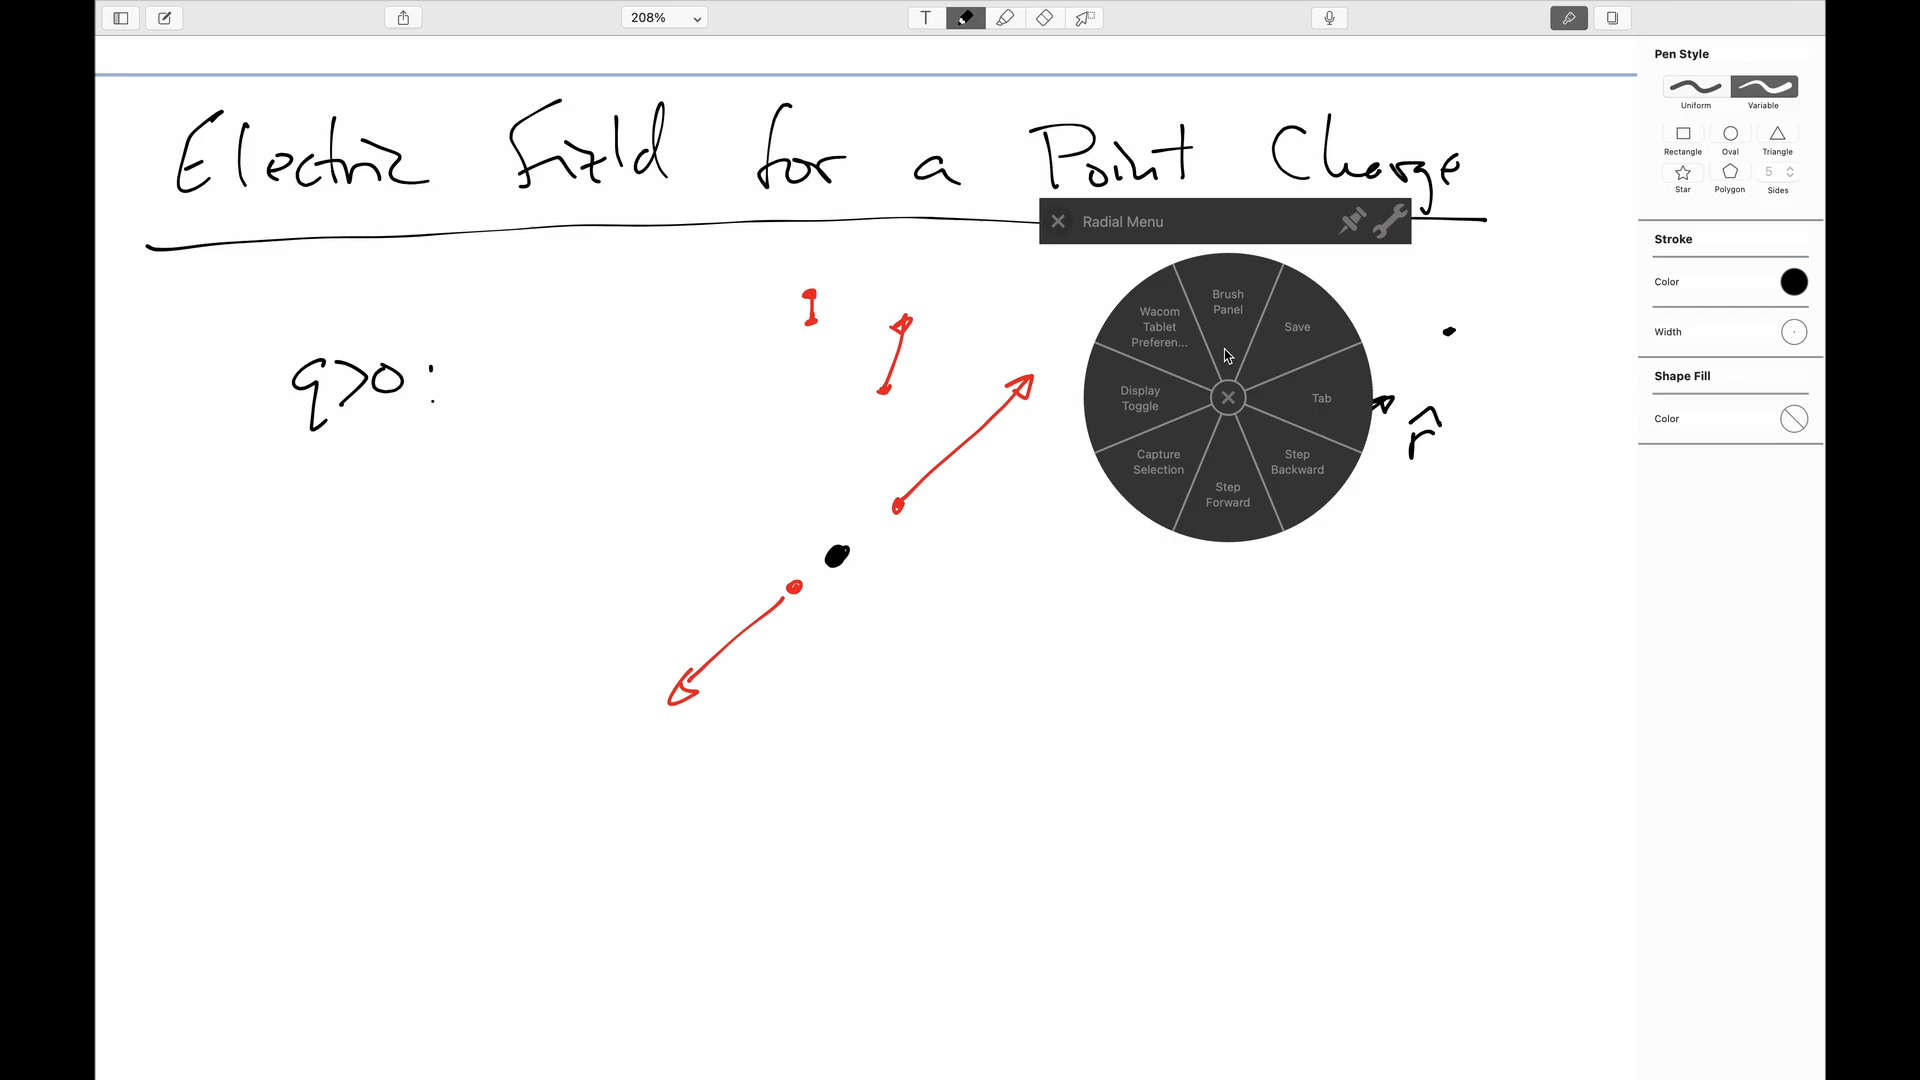 208%
T
Pen Style
Uniform
Variable
Rectangle
Oval
Triangle
Star
Polygon
5
Sides
Stroke
Color
Width
Shape Fill
Color
Electric Field for a Point Charge
Radial Menu
Brush
Panel
Save
Tab
Step
Backward
Step
Forward
Capture
Selection
Display
Toggle
Wacom
Tablet
Preferen...
q>0:
r̂